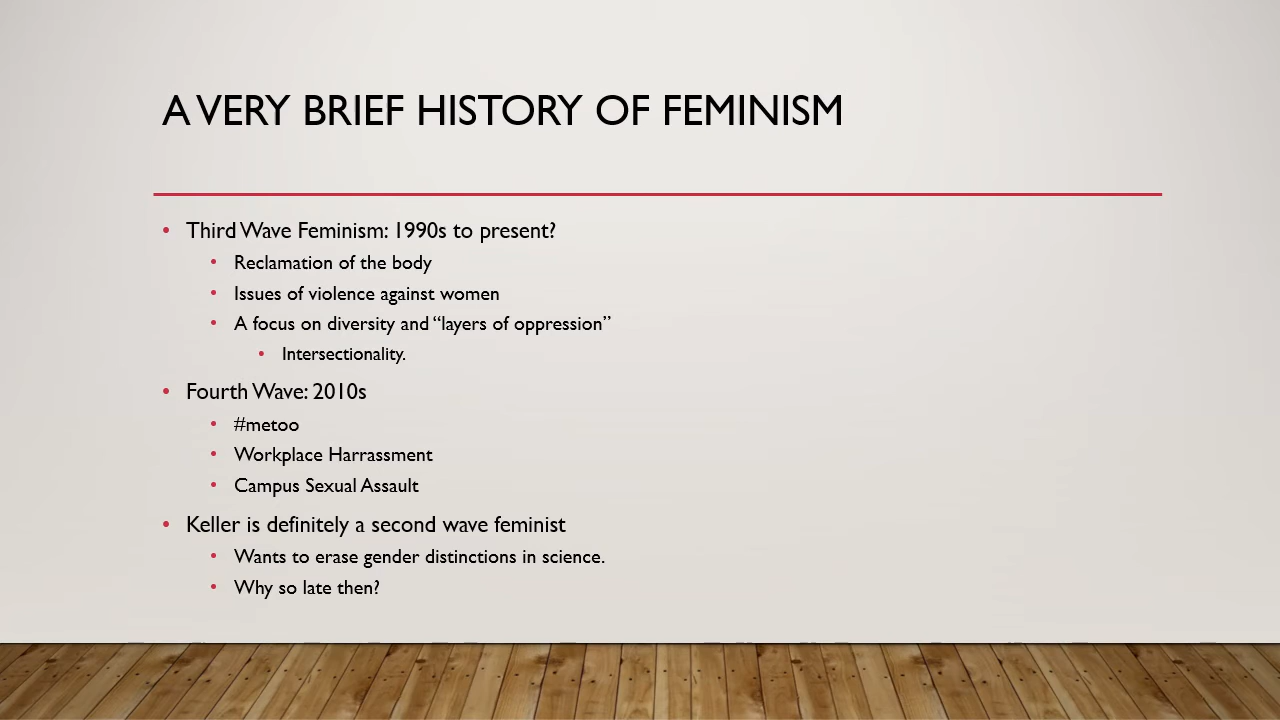 A VERY BRIEF HISTORY OF FEMINISM
• Third Wave Feminism: 1990s to present?
• Reclamation of the body
• Issues of violence against women
• A focus on diversity and “layers of oppression”
• Intersectionality.
• Fourth Wave: 2010s
• #metoo
• Workplace Harrassment
• Campus Sexual Assault
• Keller is definitely a second wave feminist
• Wants to erase gender distinctions in science.
• Why so late then?